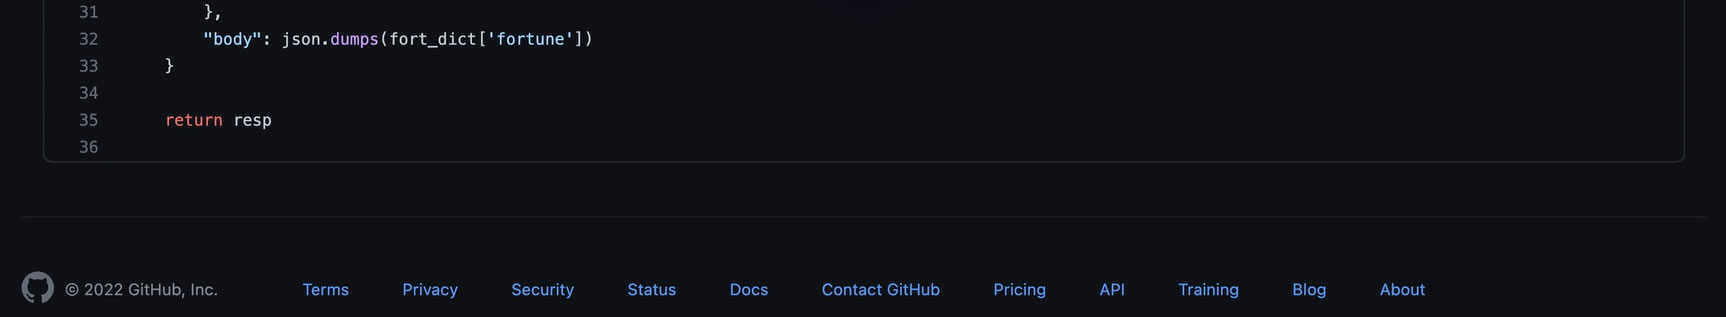 31 },
32 "body": json.dumps(fort_dict['fortune'])
33 }
34
35 return resp
36
© 2022 GitHub, Inc. Terms Privacy Security Status Docs Contact GitHub Pricing API Training Blog About